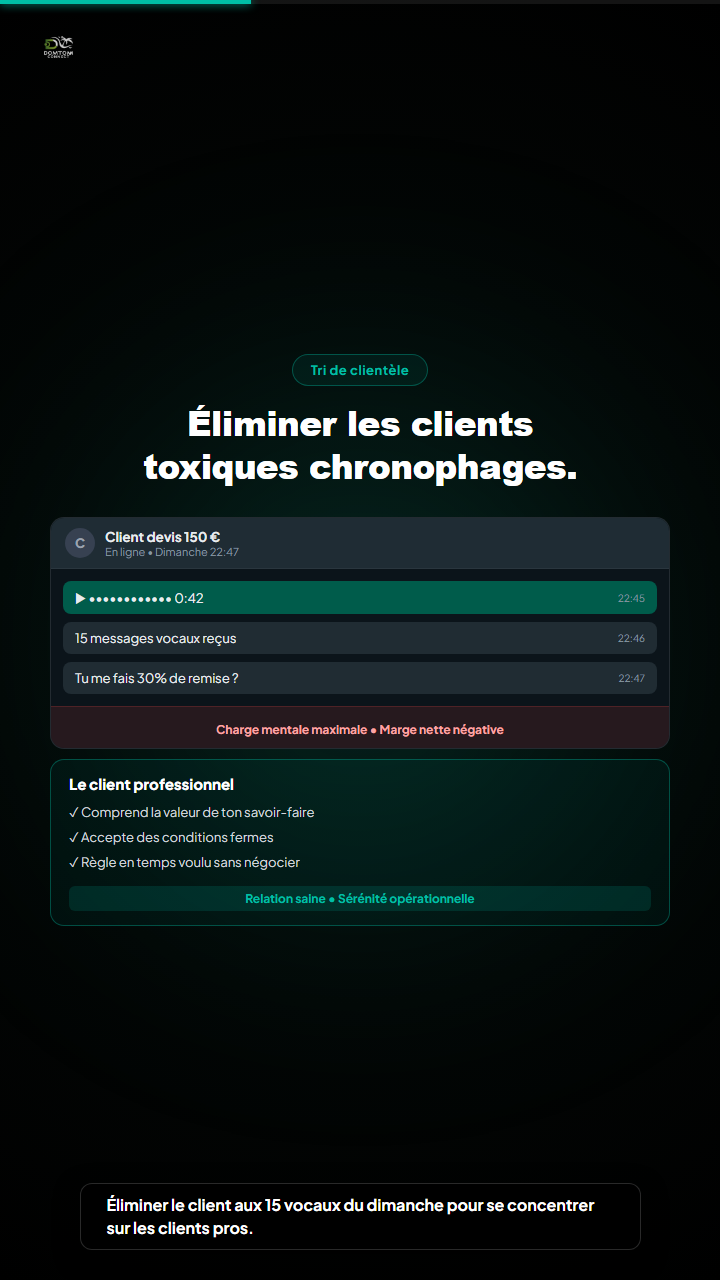 DOMTOM
CONNECT
Tri de clientèle
Éliminer les clients
toxiques chronophages.
C
Client devis 150 €
En ligne • Dimanche 22:47
▶ •••••••••••• 0:42
22:45
15 messages vocaux reçus
22:46
Tu me fais 30% de remise ?
22:47
Charge mentale maximale • Marge nette négative
Le client professionnel
✓ Comprend la valeur de ton savoir-faire
✓ Accepte des conditions fermes
✓ Règle en temps voulu sans négocier
Relation saine • Sérénité opérationnelle
Éliminer le client aux 15 vocaux du dimanche pour se concentrer
sur les clients pros.